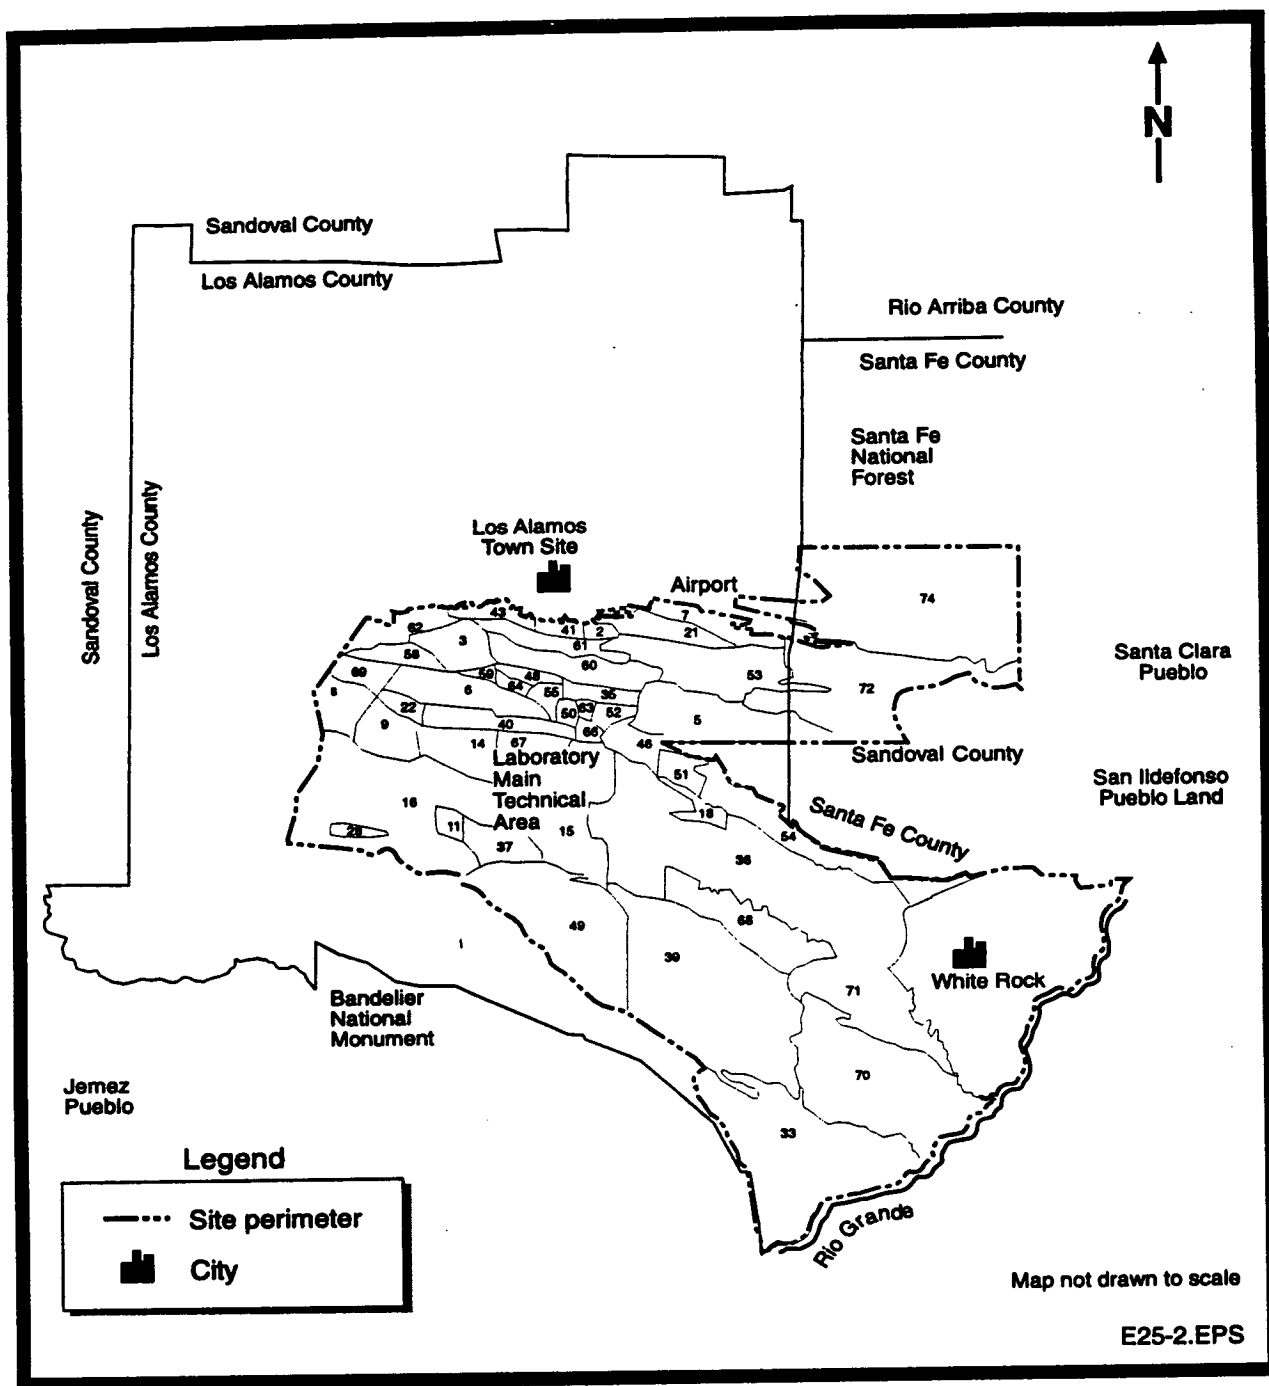 N
Sandoval County
Los Alamos County
Rio Arriba County
Santa Fe County
Santa Fe
National
Forest
Sandoval County
Los Alamos County
Los Alamos
Town Site
Airport
74
43
7
62
41
2
21
3
61
58
60
Santa Clara
Pueblo
69
59
48
53
72
8
6
64
55
35
22
50
63
52
5
9
40
66
14
67
46
Sandoval County
Laboratory
Main
Technical
Area
51
San Ildefonso
Pueblo Land
16
18
Santa Fe County
28
11
15
54
37
36
49
68
39
White Rock
71
Bandelier
National
Monument
70
Jemez
Pueblo
33
Legend
Site perimeter
City
Rio Grande
Map not drawn to scale
E25-2.EPS